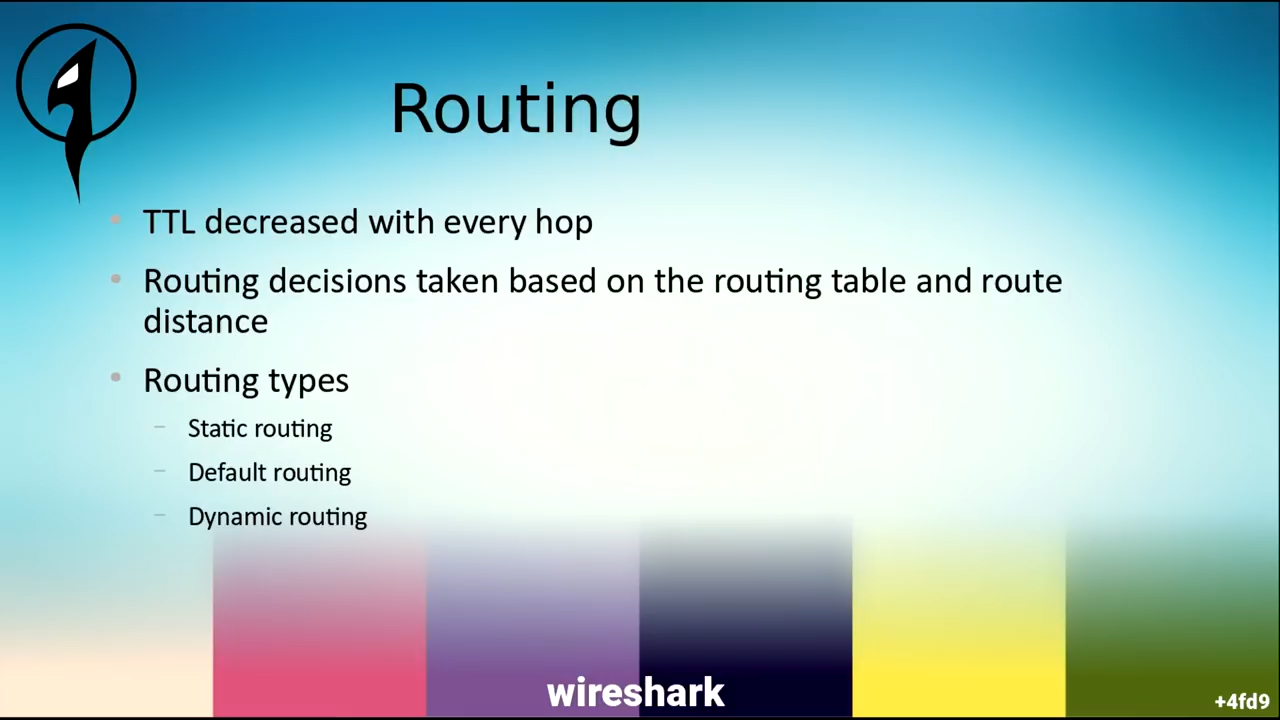 Routing
TTL decreased with every hop
Routing decisions taken based on the routing table and route
distance
Routing types
Static routing
Default routing
Dynamic routing
wireshark
+4fd9